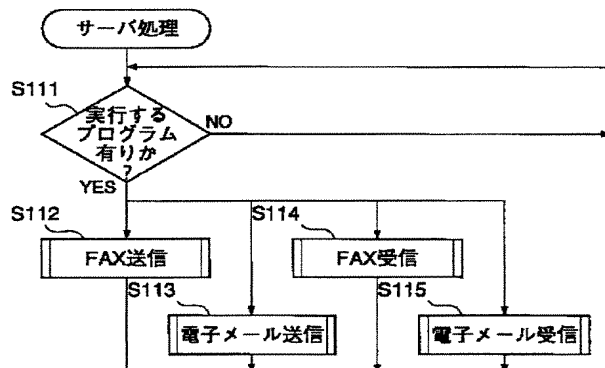 サーバ処理
S111
実行する
プログラム
有りか
?
NO
YES
S112
S114
FAX送信
FAX受信
S113
S115
電子メール送信
電子メール受信